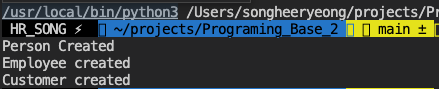 /usr/local/bin/python3 /Users/songheeryeong/projects/Pr
HR_SONG ⚡ ~/projects/Programing_Base_2 main ±
Person Created
Employee created
Customer created